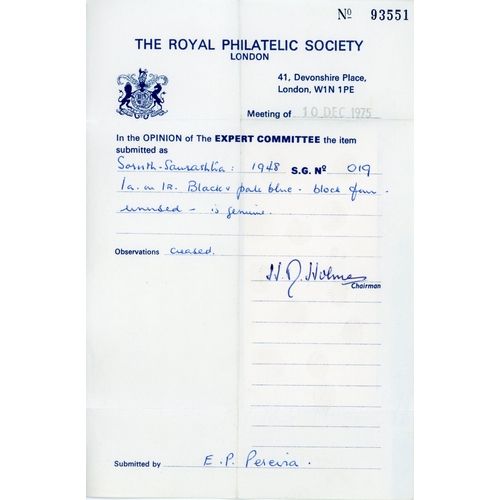 Nº 93551
THE ROYAL PHILATELIC SOCIETY
LONDON
41, Devonshire Place,
London, W1N 1PE
Meeting of 10 DEC 1975
In the OPINION of The EXPERT COMMITTEE the item
submitted as
Soruth-Saurashtra: 1948 S.G. Nº O19
1a. on 1R. Black & pale blue - block four
unused - is genuine.
Observations creased.
H. D. Holmes
Chairman
Submitted by E. P. Pereira.